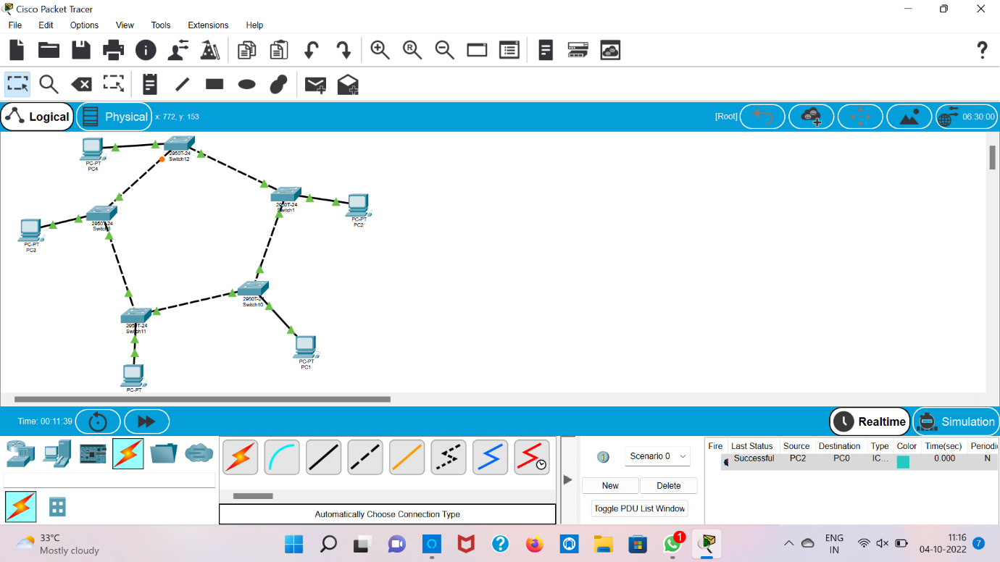 Cisco Packet Tracer
File Edit Options View Tools Extensions Help
Logical Physical x: 772, y: 153 [Root] 06:30:00
2950T-24
Switch12
PC-PT
PC4
2950T-24
Switch1
PC-PT
PC2
2950T-24
PC-PT
PC3
2950T-24
Switch10
2950T-24
Switch11
PC-PT
PC1
PC-PT
Time: 00:11:39 Realtime Simulation
Fire Last Status Source Destination Type Color Time(sec) Periodi
Successful PC2 PC0 IC... 0.000 N
Scenario 0
New Delete
Toggle PDU List Window
Automatically Choose Connection Type
33°C
Mostly cloudy
1
ENG
IN
11:16
04-10-2022
7